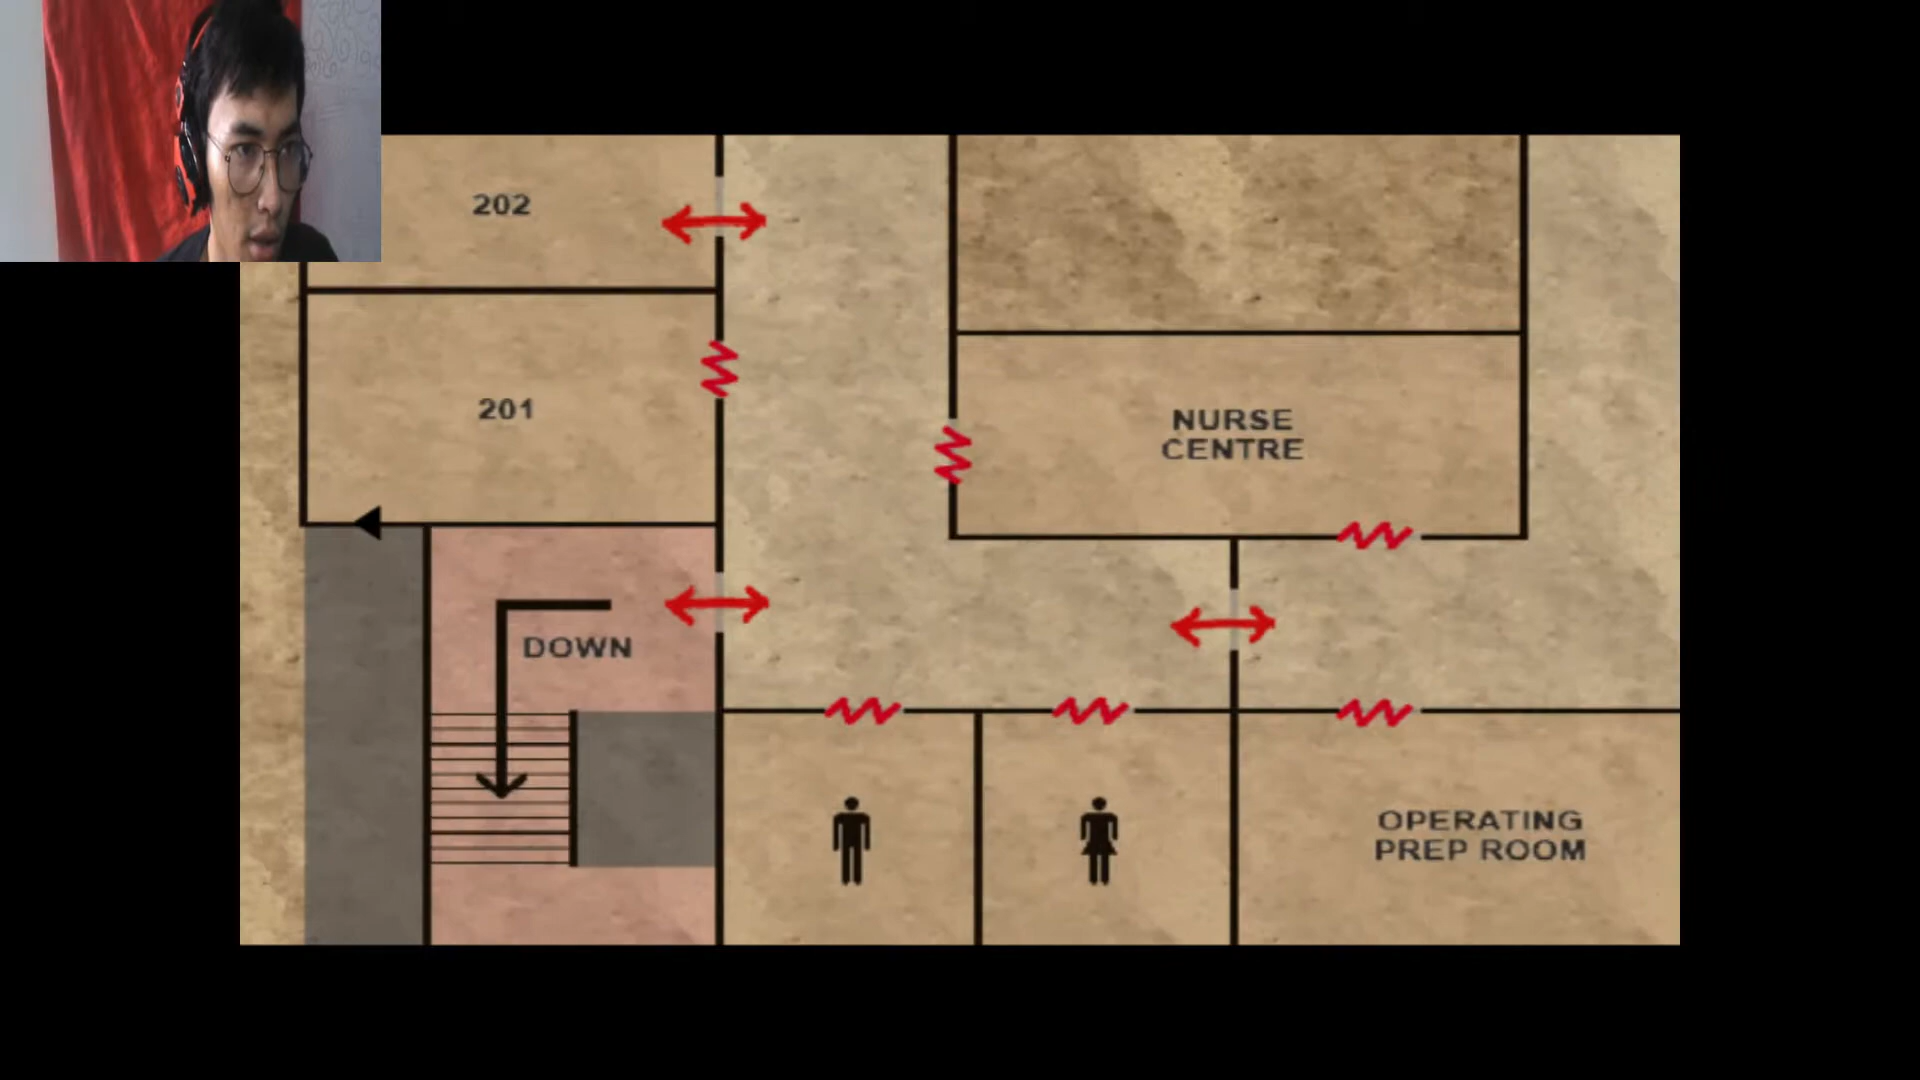 202
201
NURSE
CENTRE
DOWN
OPERATING
PREP ROOM